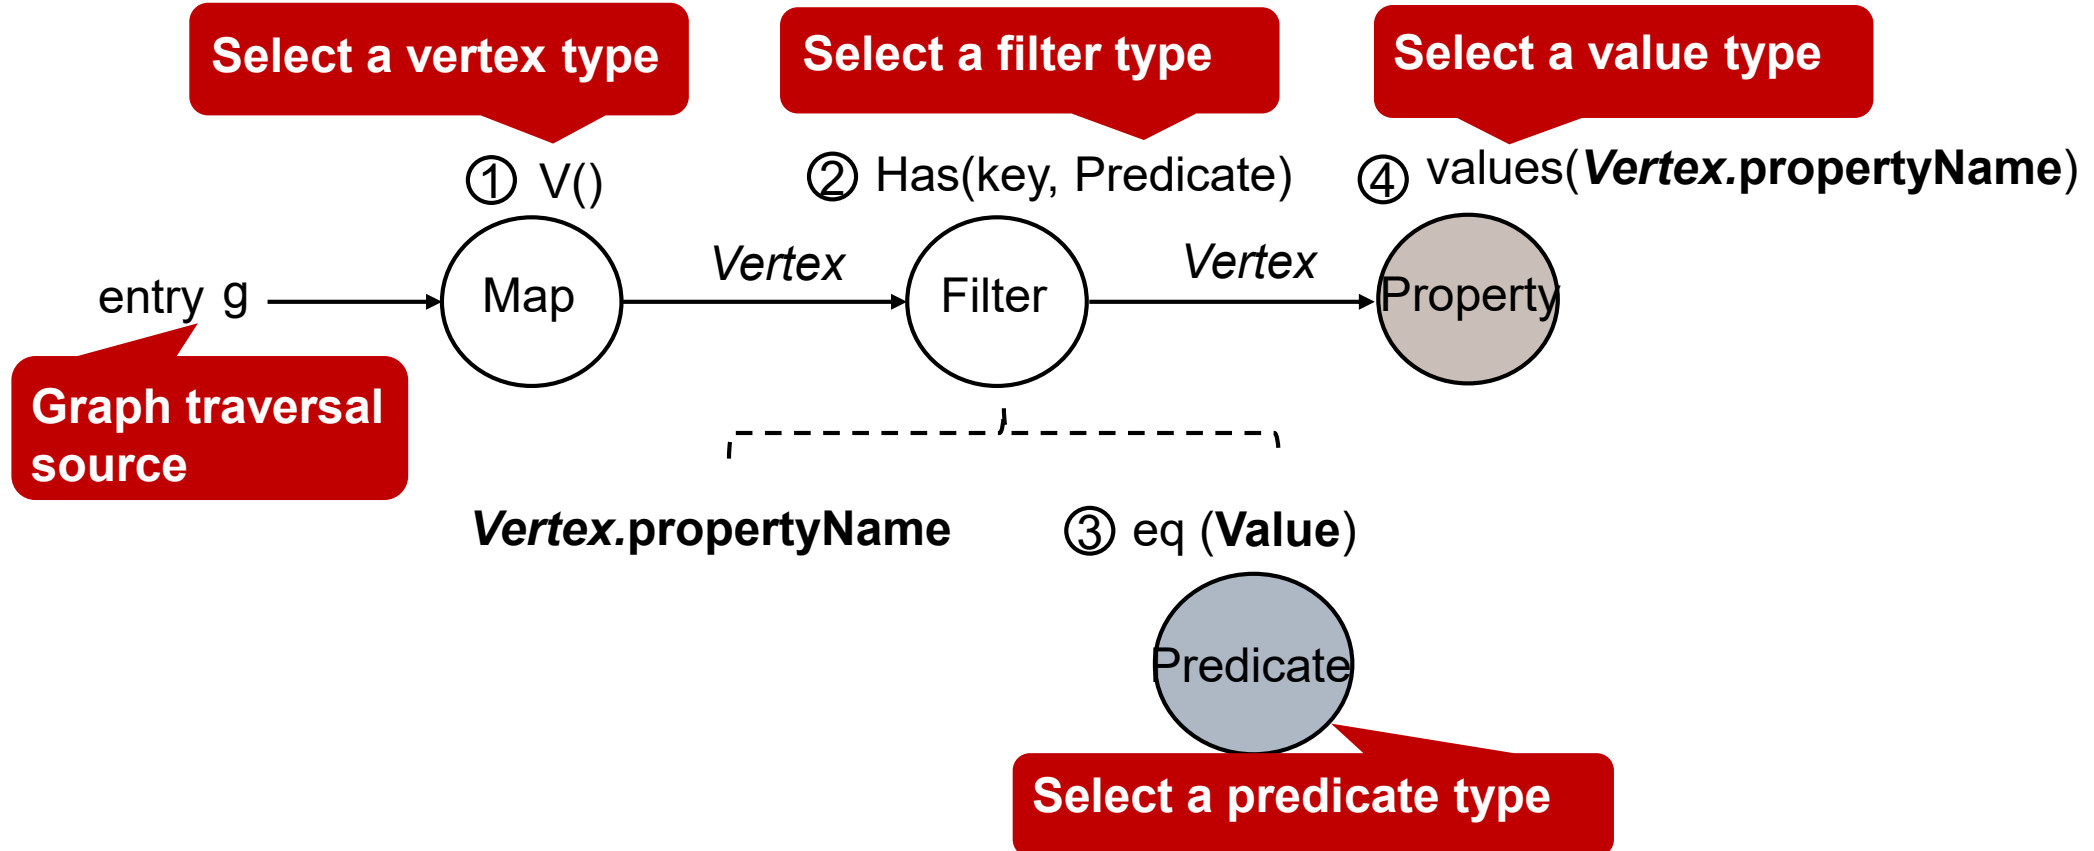 Select a vertex type
Select a filter type
Select a value type
① V()
② Has(key, Predicate)
④ values(Vertex.propertyName)
entry g
Map
Vertex
Filter
Vertex
Property
Graph traversal
source
Vertex.propertyName
③ eq (Value)
Predicate
Select a predicate type